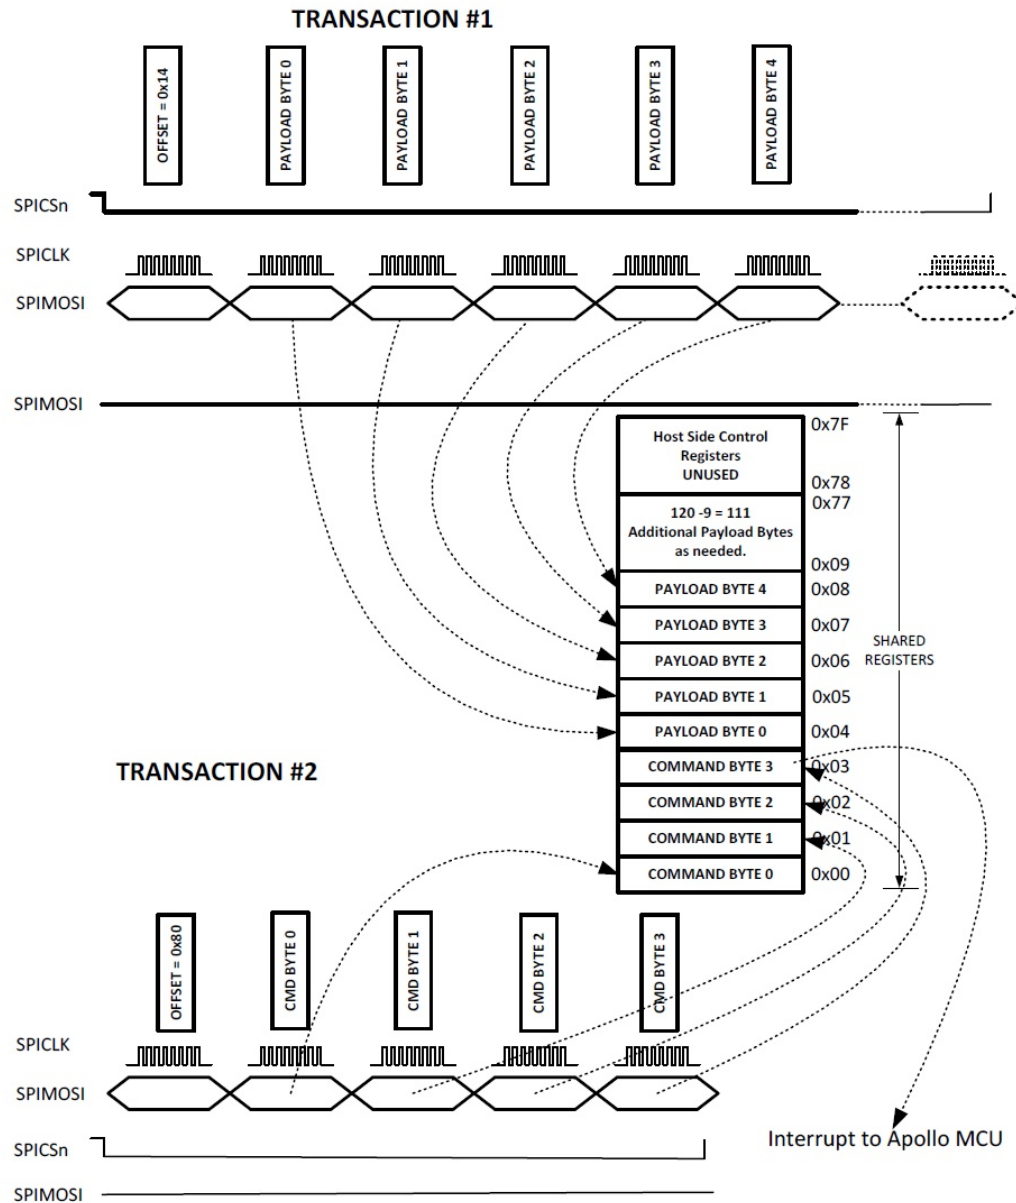 TRANSACTION #1
OFFSET = 0x14
PAYLOAD BYTE 0
PAYLOAD BYTE 1
PAYLOAD BYTE 2
PAYLOAD BYTE 3
PAYLOAD BYTE 4
SPICSn
SPICLK
SPIMOSI
SPIMOSI
Host Side Control
Registers
UNUSED
0x7F
0x78
0x77
120 -9 = 111
Additional Payload Bytes
as needed.
0x09
PAYLOAD BYTE 4
0x08
PAYLOAD BYTE 3
0x07
PAYLOAD BYTE 2
0x06
PAYLOAD BYTE 1
0x05
PAYLOAD BYTE 0
0x04
COMMAND BYTE 3
0x03
COMMAND BYTE 2
0x02
COMMAND BYTE 1
0x01
COMMAND BYTE 0
0x00
SHARED
REGISTERS
TRANSACTION #2
OFFSET = 0x80
CMD BYTE 0
CMD BYTE 1
CMD BYTE 2
CMD BYTE 3
SPICLK
SPIMOSI
SPICSn
SPIMOSI
Interrupt to Apollo MCU